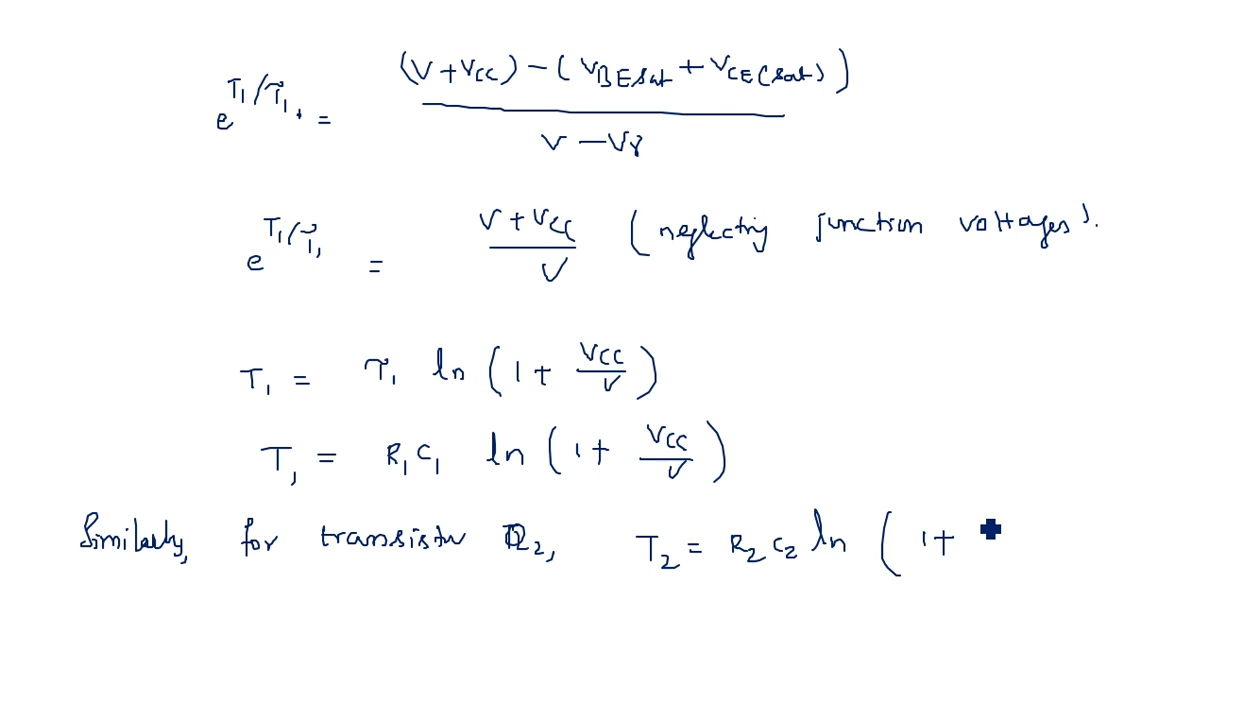 e^{T₁/τ₁} = ((V + Vcc) - (VBEsat + VCE(sat))) / (V - Vγ)
e^{T₁/τ₁} = (V + Vcc) / V (neglecting junction voltages).
T₁ = τ₁ ln (1 + Vcc/V)
T₁ = R₁C₁ ln (1 + Vcc/V)
Similarly, for transistor Q₂, T₂ = R₂C₂ ln ( 1+